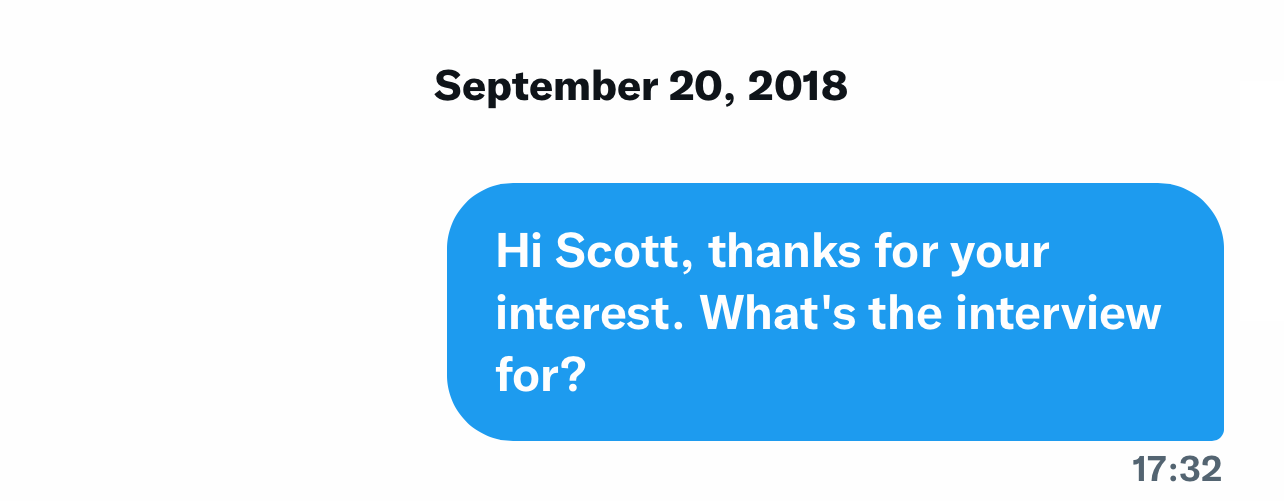 September 20, 2018
Hi Scott, thanks for your
interest. What's the interview
for?
17:32